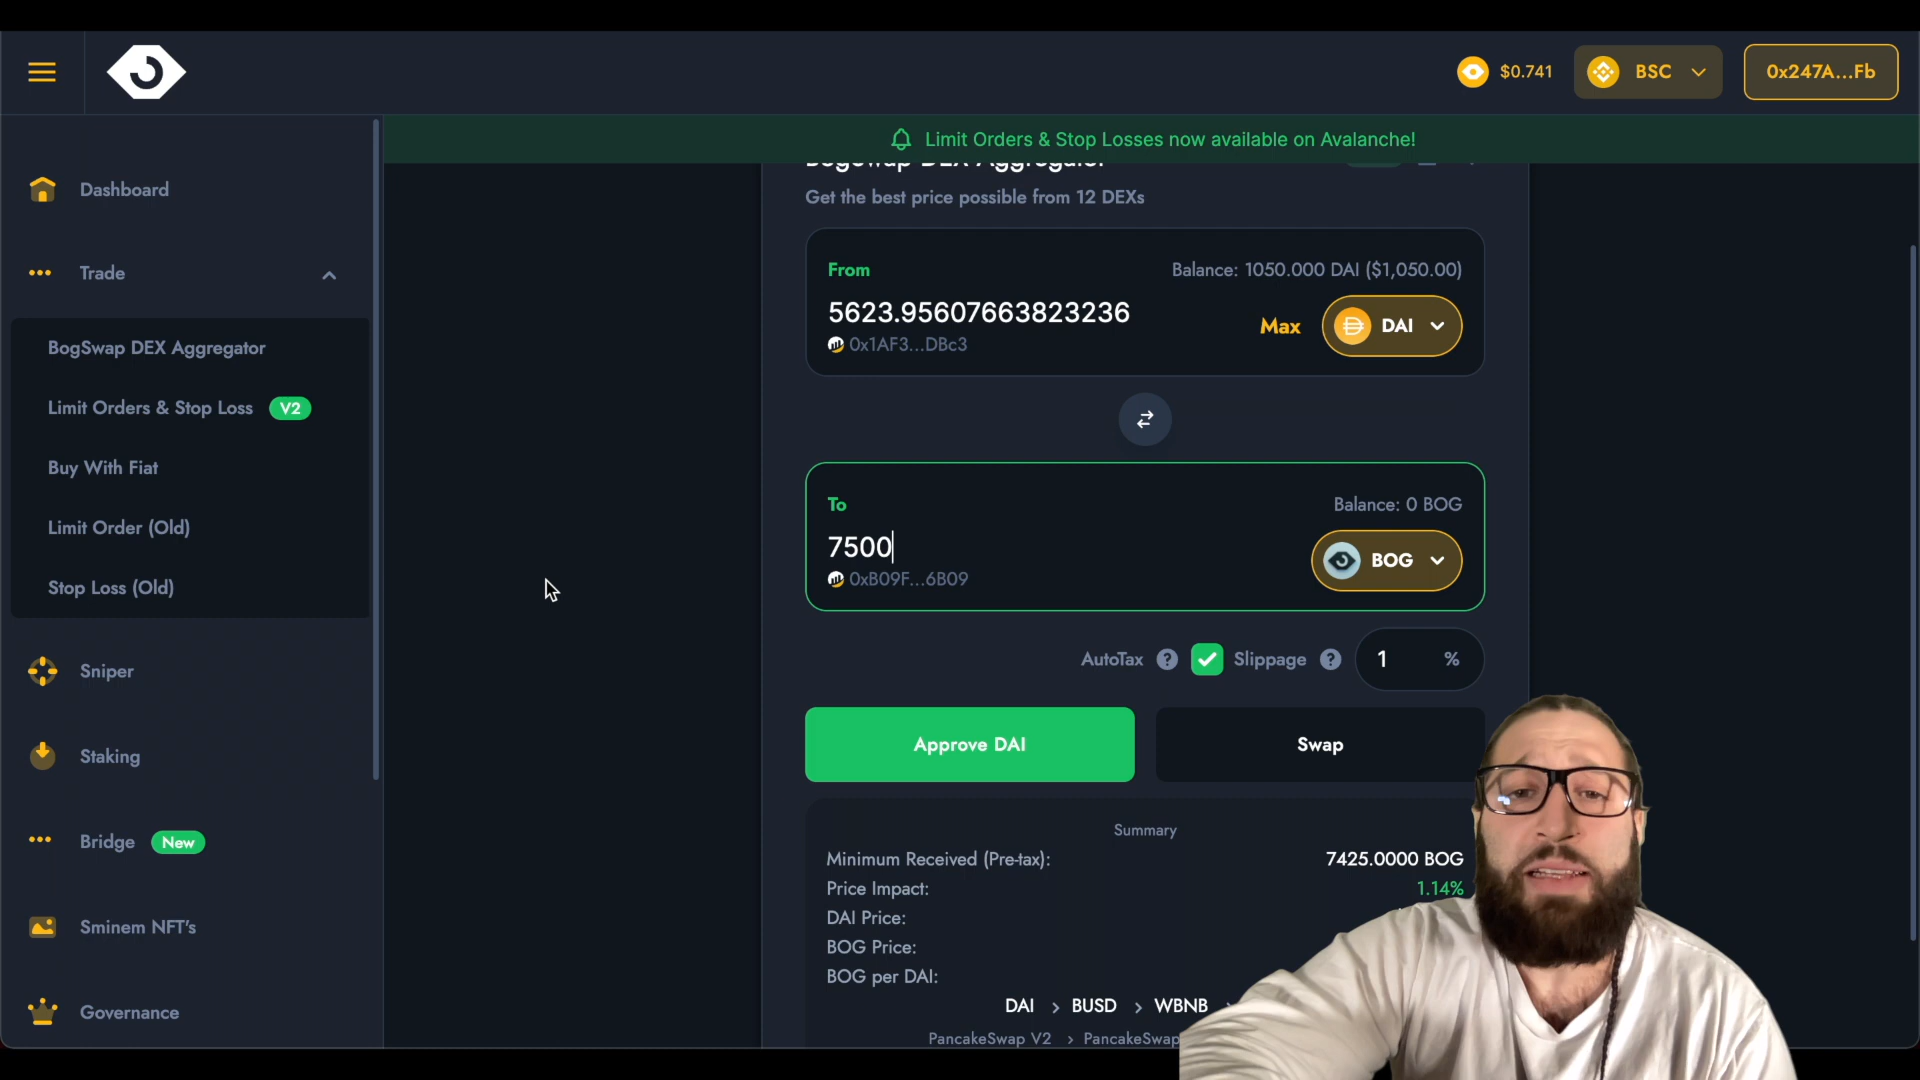 $0.741
BSC
0x247A...Fb
Limit Orders & Stop Losses now available on Avalanche!
Dashboard
Trade
BogSwap DEX Aggregator
Limit Orders & Stop Loss V2
Buy With Fiat
Limit Order (Old)
Stop Loss (Old)
Sniper
Staking
Bridge New
Sminem NFT's
Governance
BogSwap DEX Aggregator
Get the best price possible from 12 DEXs
From
Balance: 1050.000 DAI ($1,050.00)
5623.95607663823236
Max
DAI
0x1AF3...DBc3
To
Balance: 0 BOG
7500
BOG
0xB09F...6B09
AutoTax ? Slippage ? 1 %
Approve DAI
Swap
Summary
Minimum Received (Pre-tax): 7425.0000 BOG
Price Impact: 1.14%
DAI Price:
BOG Price:
BOG per DAI:
DAI > BUSD > WBNB >
PancakeSwap V2 > PancakeSwap